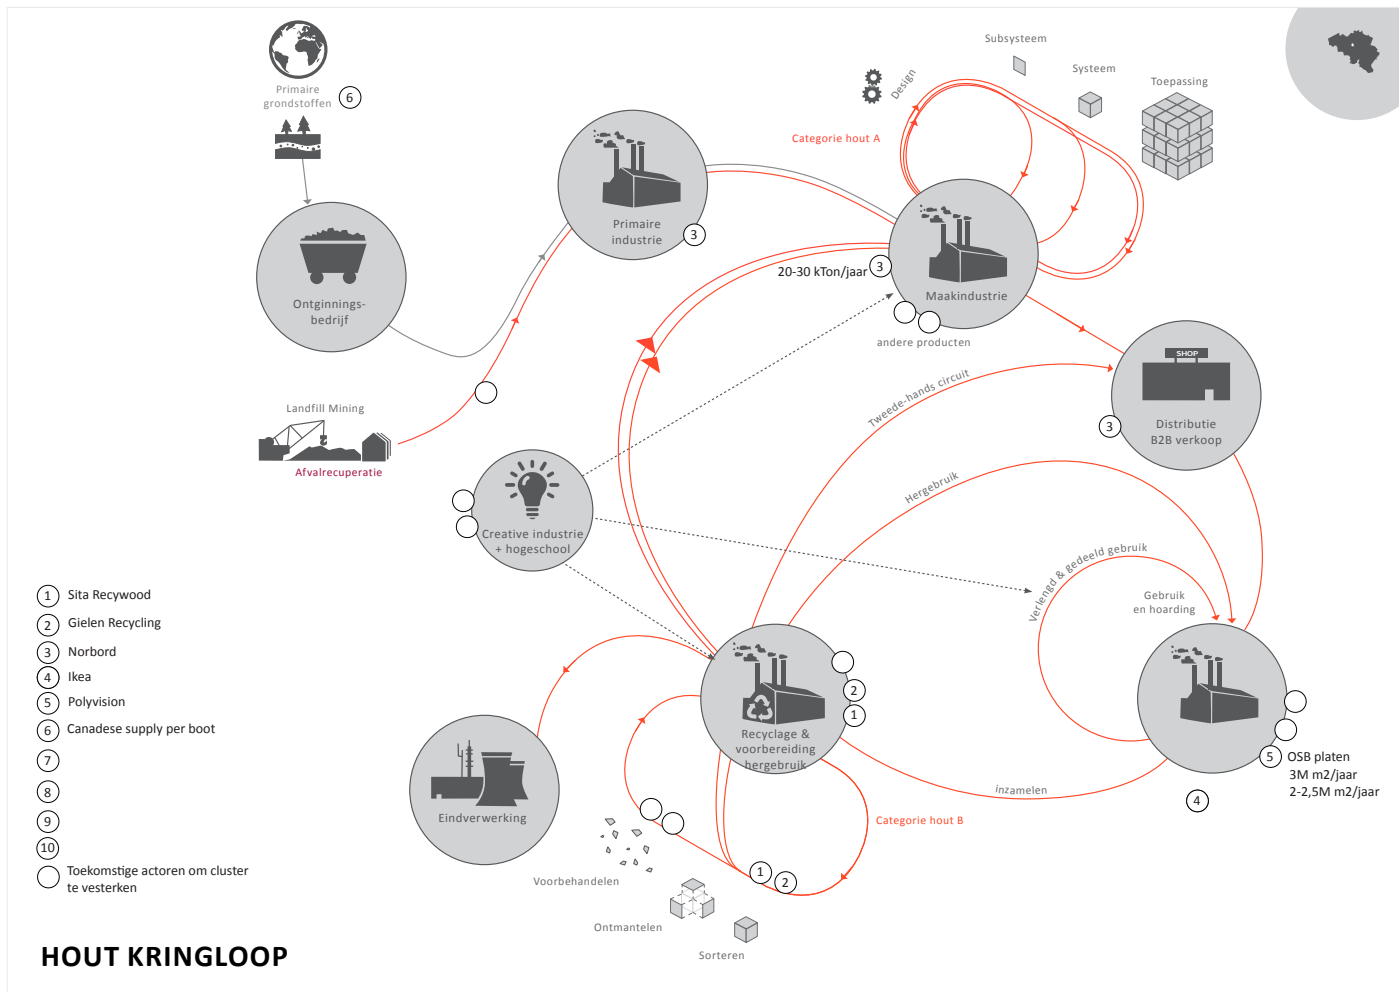 Primaire
grondstoffen
6
Ontginnings-
bedrijf
Landfill Mining
Afvalrecuperatie
Primaire
industrie
3
Design
Subsysteem
Systeem
Toepassing
Categorie hout A
20-30 kTon/jaar
3
Maakindustrie
andere producten
SHOP
Distributie
B2B verkoop
3
Tweede-hands circuit
Hergebruik
Verlengd & gedeeld gebruik
Gebruik
en hoarding
Creative industrie
+ hogeschool
Recyclage &
voorbereiding
hergebruik
2
1
5
OSB platen
3M m2/jaar
2-2,5M m2/jaar
4
inzamelen
Categorie hout B
Eindverwerking
1
2
Voorbehandelen
Ontmantelen
Sorteren
1 Sita Recywood
2 Gielen Recycling
3 Norbord
4 Ikea
5 Polyvision
6 Canadese supply per boot
7
8
9
10
Toekomstige actoren om cluster
te vesterken
HOUT KRINGLOOP